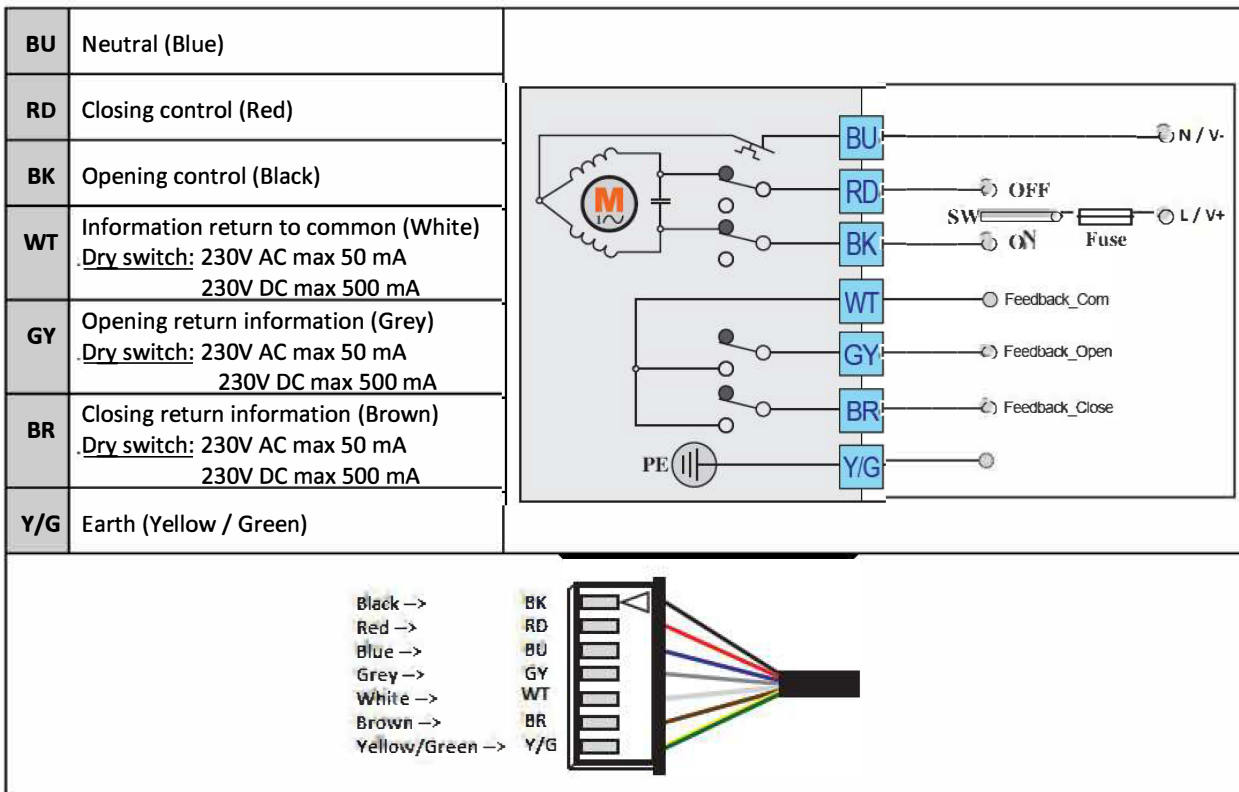 BU Neutral (Blue)
RD Closing control (Red)
BK Opening control (Black)
WT Information return to common (White)
Dry switch: 230V AC max 50 mA
230V DC max 500 mA
GY Opening return information (Grey)
Dry switch: 230V AC max 50 mA
230V DC max 500 mA
BR Closing return information (Brown)
Dry switch: 230V AC max 50 mA
230V DC max 500 mA
Y/G Earth (Yellow / Green)
M
1
BU N / V-
RD OFF
SW Fuse L / V+
BK ON
WT Feedback_Com
GY Feedback_Open
BR Feedback_Close
PE Y/G
Black --> BK
Red --> RD
Blue --> BU
Grey --> GY
White --> WT
Brown --> BR
Yellow/Green --> Y/G